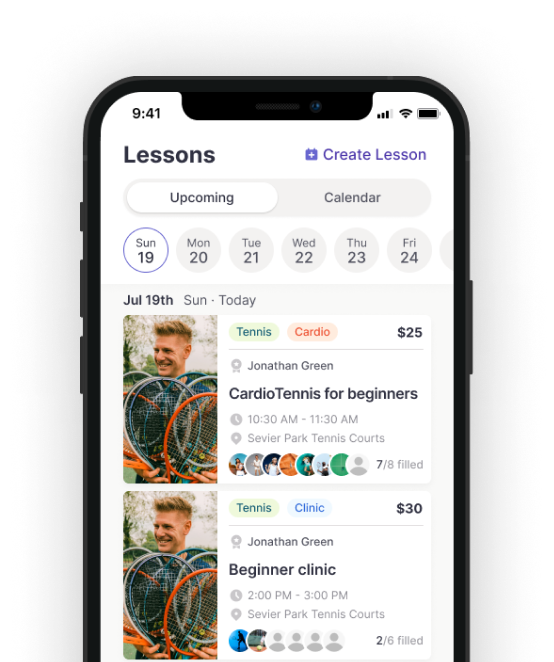 9:41
Lessons
Create Lesson
Upcoming
Calendar
Sun Mon Tue Wed Thu Fri
19 20 21 22 23 24
Jul 19th Sun · Today
Tennis Cardio $25
Jonathan Green
CardioTennis for beginners
10:30 AM - 11:30 AM
Sevier Park Tennis Courts
7/8 filled
Tennis Clinic $30
Jonathan Green
Beginner clinic
2:00 PM - 3:00 PM
Sevier Park Tennis Courts
2/6 filled